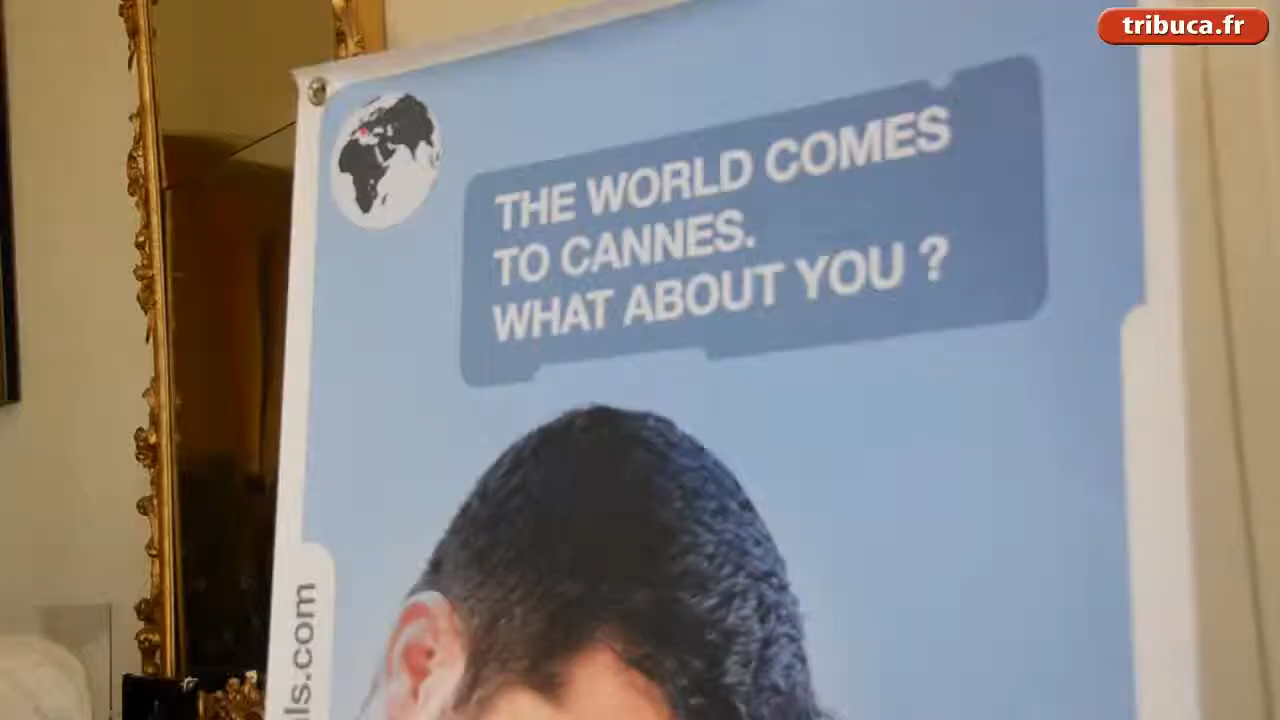 tribuca.fr
THE WORLD COMES
TO CANNES.
WHAT ABOUT YOU ?
ls.com